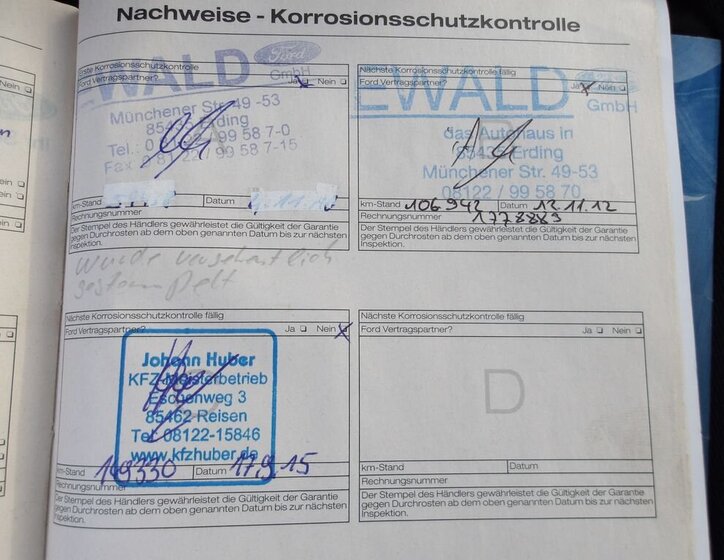 Nachweise - Korrosionsschutzkontrolle
Erste Korrosionsschutzkontrolle
Ford Vertragspartner? Ja Nein
EWALD Ford
GmbH
Münchener Str. 49-53
Erding
Tel.: 99 58 7-0
Fax 0 81 22 / 99 58 7-15
km-Stand Datum
Rechnungsnummer
Der Stempel des Händlers gewährleistet die Gültigkeit der Garantie
gegen Durchrosten ab dem oben genannten Datum bis zur nächsten
Inspektion.
Wurde versehentlich
gestempelt
Nächste Korrosionsschutzkontrolle fällig
Ford Vertragspartner? Ja Nein
EWALD
GmbH
das Autohaus in
85435 Erding
Münchener Str. 49-53
08122 / 99 58 70
km-Stand 106942 Datum 12.11.12
Rechnungsnummer 1778889
Der Stempel des Händlers gewährleistet die Gültigkeit der Garantie
gegen Durchrosten ab dem oben genannten Datum bis zur nächsten
Inspektion.
Nächste Korrosionsschutzkontrolle fällig
Ford Vertragspartner? Ja Nein
Johann Huber
KFZ-Meisterbetrieb
Eschenweg 3
85462 Reisen
Tel: 08122-15846
www.kfzhuber.de
km-Stand 149330 Datum 17.9.15
Rechnungsnummer
Der Stempel des Händlers gewährleistet die Gültigkeit der Garantie
gegen Durchrosten ab dem oben genannten Datum bis zur nächsten
Inspektion.
Nächste Korrosionsschutzkontrolle fällig
Ford Vertragspartner? Ja Nein
D
km-Stand Datum
Rechnungsnummer
Der Stempel des Händlers gewährleistet die Gültigkeit der Garantie
gegen Durchrosten ab dem oben genannten Datum bis zur nächsten
Inspektion.